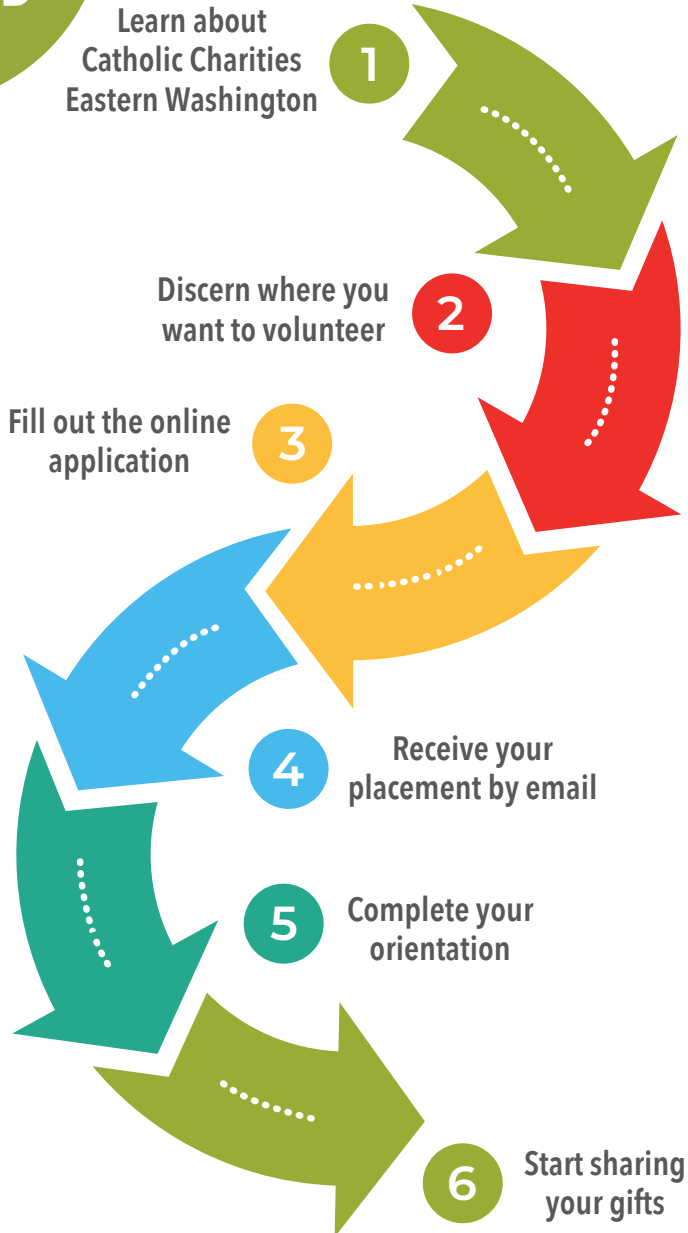 Learn about
Catholic Charities
Eastern Washington
1
Discern where you
want to volunteer
2
Fill out the online
application
3
4
Receive your
placement by email
5
Complete your
orientation
6
Start sharing
your gifts